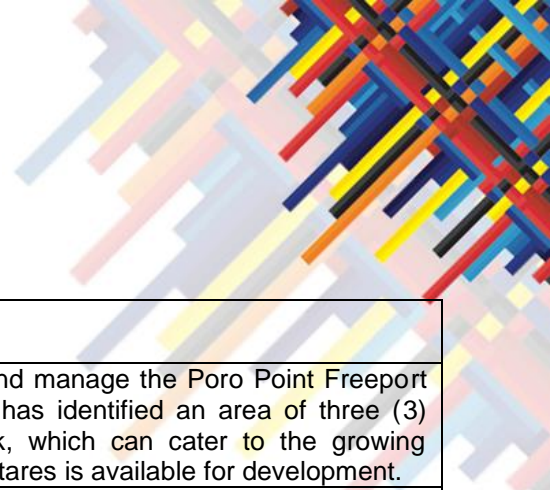 nd manage the Poro Point Freeport
has identified an area of three (3)
k, which can cater to the growing
tares is available for development.